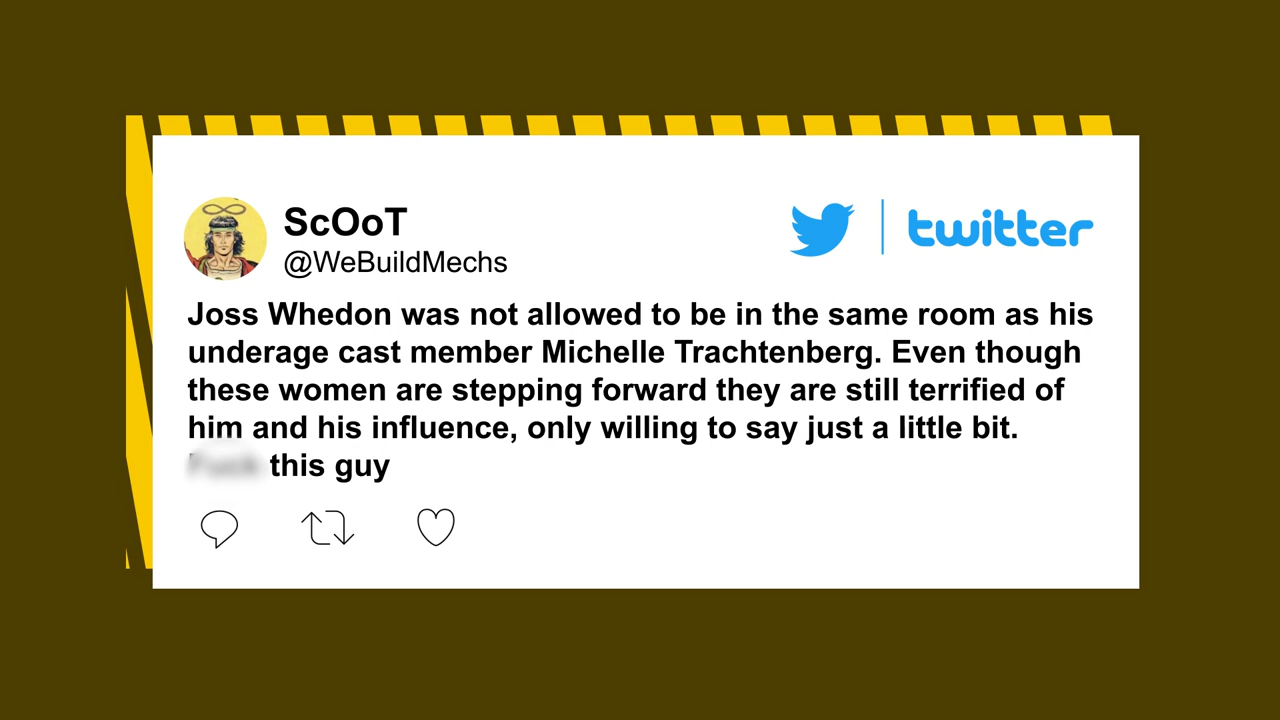 ScOoT
twitter
@WeBuildMechs
Joss Whedon was not allowed to be in the same room as his
underage cast member Michelle Trachtenberg. Even though
these women are stepping forward they are still terrified of
him and his influence, only willing to say just a little bit.
this guy